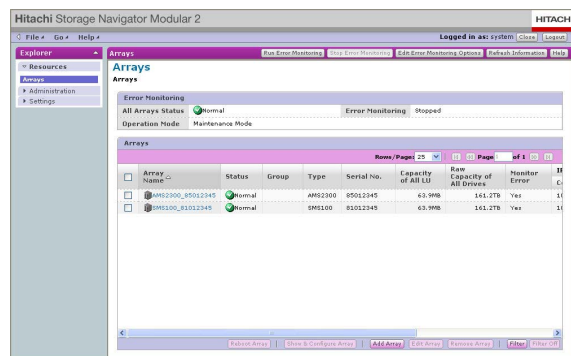 Hitachi Storage Navigator Modular 2
HITACH
File Go Help
Logged in as: system Close Logout
Explorer
Resources
Arrays
Administration
Settings
Arrays
Run Error Monitoring Stop Error Monitoring Edit Error Monitoring Options Refresh Information Help
Arrays
Arrays
Error Monitoring
All Arrays Status Normal Error Monitoring Stopped
Operation Mode Maintenance Mode
Arrays
Rows/Page: 25 Page of 1
Array Name Status Group Type Serial No. Capacity of All LU Raw Capacity of All Drives Monitor Error
AMS2300_85012345 Normal AMS2300 85012345 63.9MB 161.2TB Yes
SMS100_81012345 Normal SMS100 81012345 63.9MB 161.2TB Yes
Reboot Array Show & Configure Array Add Array Edit Array Remove Array Filter Filter Off